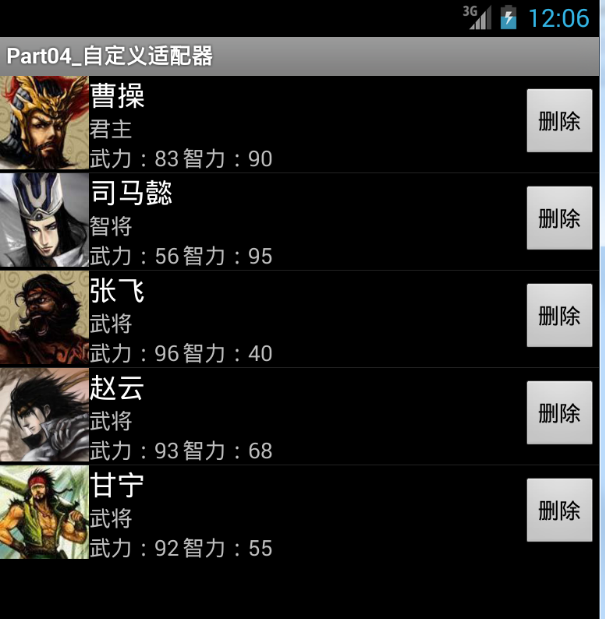 3G 12:06
Part04_自定义适配器
曹操
君主
武力：83 智力：90
删除
司马懿
智将
武力：56 智力：95
删除
张飞
武将
武力：96 智力：40
删除
赵云
武将
武力：93 智力：68
删除
甘宁
武将
武力：92 智力：55
删除